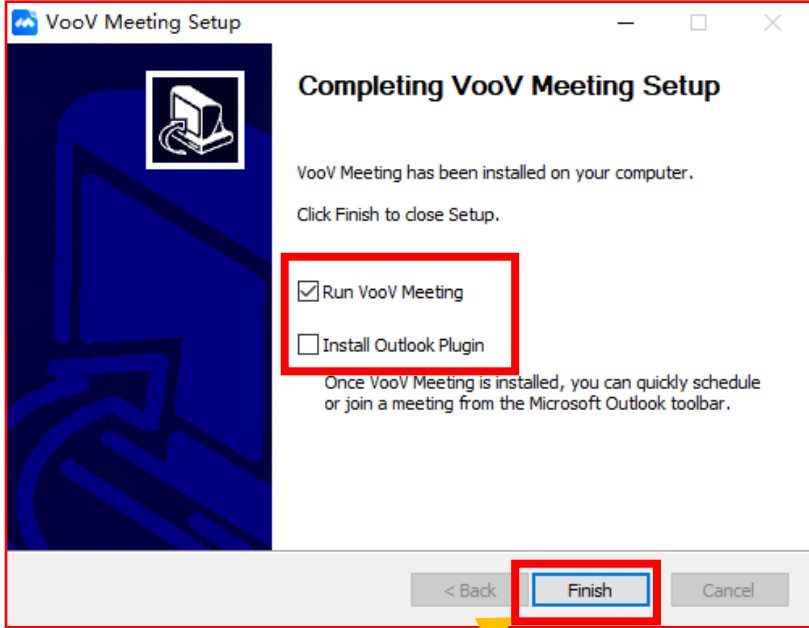 VooV Meeting Setup
Completing VooV Meeting Setup
VooV Meeting has been installed on your computer.
Click Finish to close Setup.
Run VooV Meeting
Install Outlook Plugin
Once VooV Meeting is installed, you can quickly schedule
or join a meeting from the Microsoft Outlook toolbar.
< Back Finish Cancel